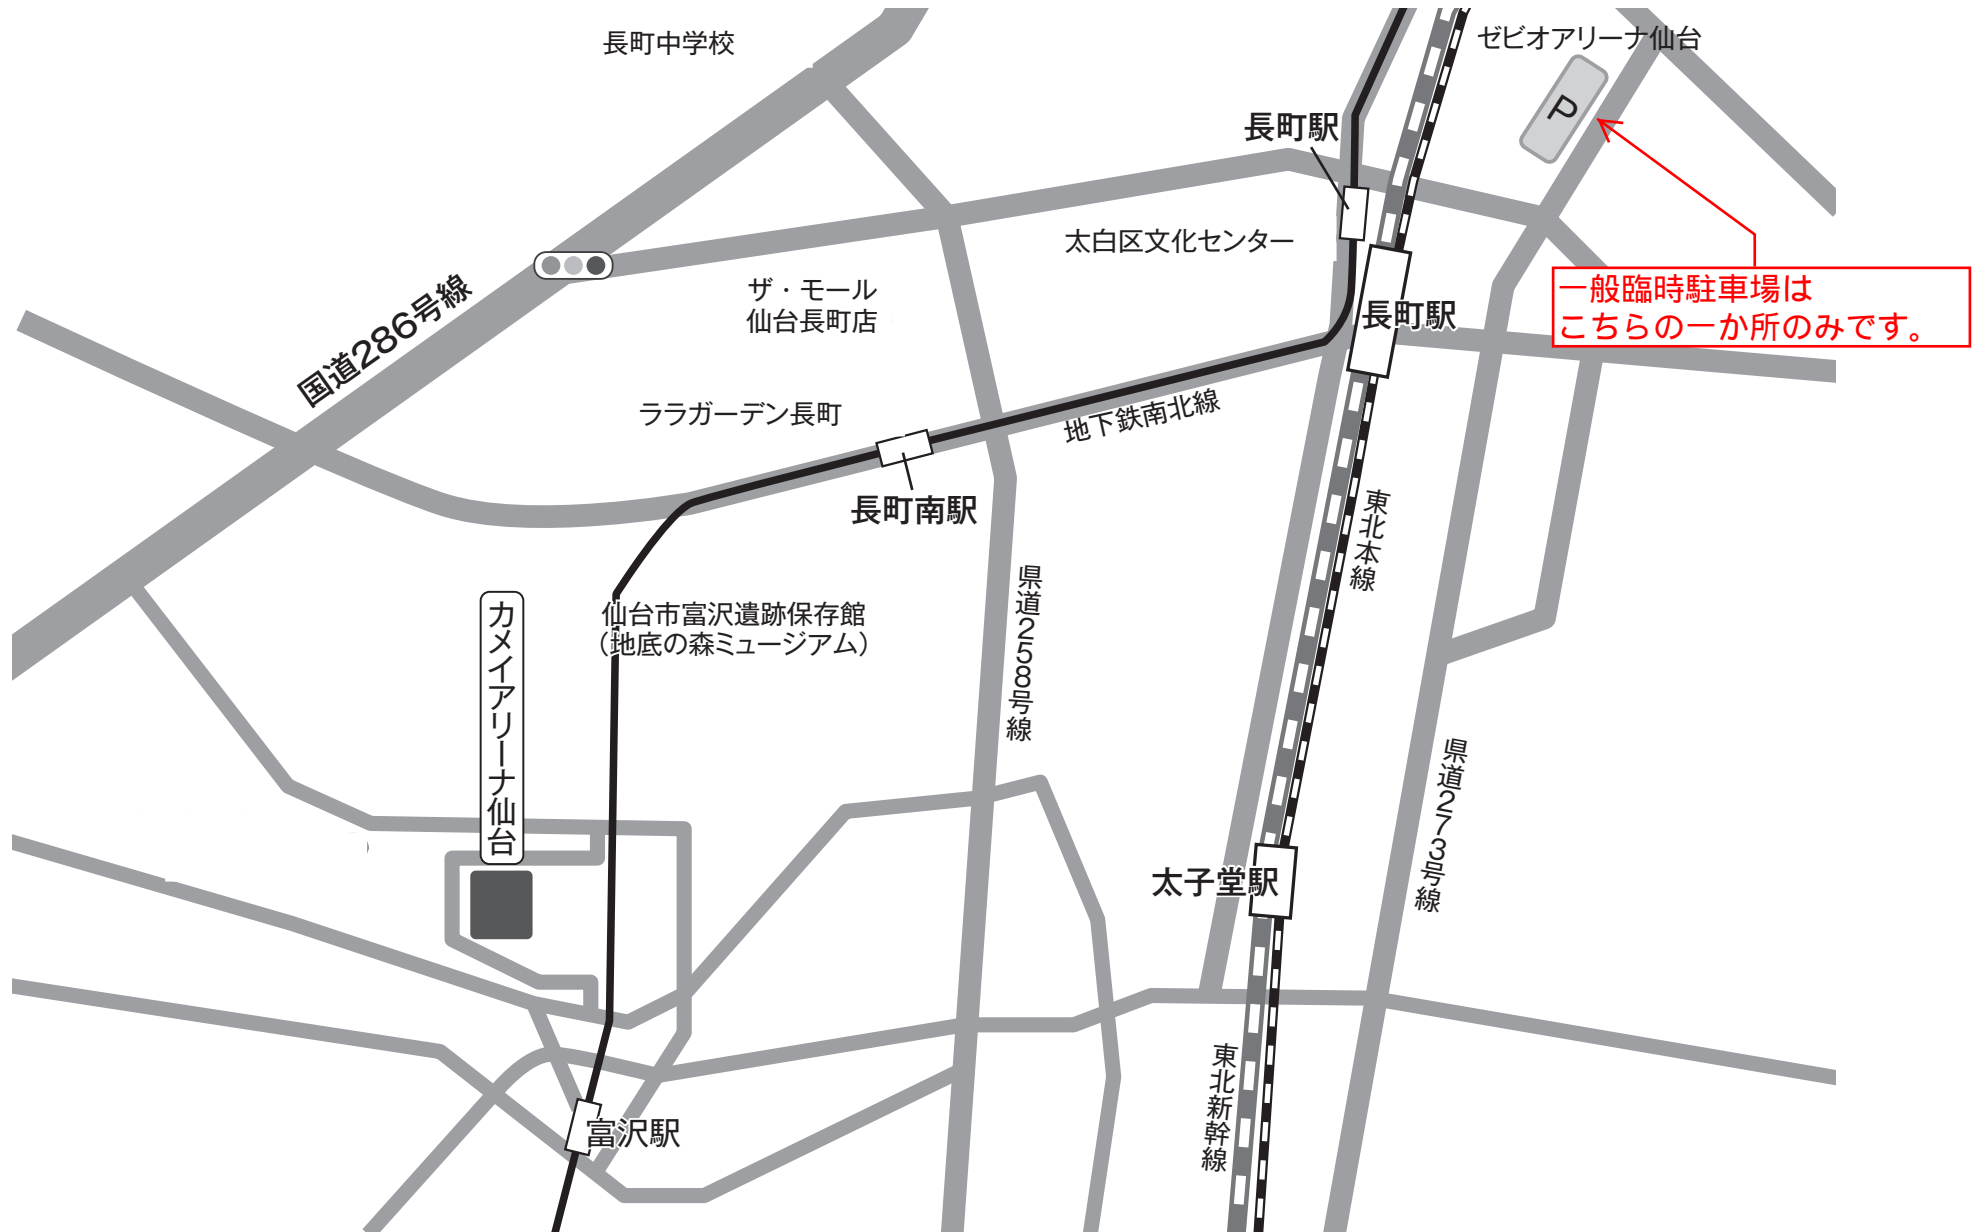 長町中学校
ゼビオアリーナ仙台
P
長町駅
太白区文化センター
国道286号線
ザ・モール
仙台長町店
長町駅
一般臨時駐車場は
こちらの一か所のみです。
ララガーデン長町
地下鉄南北線
長町南駅
東北本線
カメイアリーナ仙台
仙台市富沢遺跡保存館
（地底の森ミュージアム）
県道258号線
県道273号線
太子堂駅
東北新幹線
富沢駅